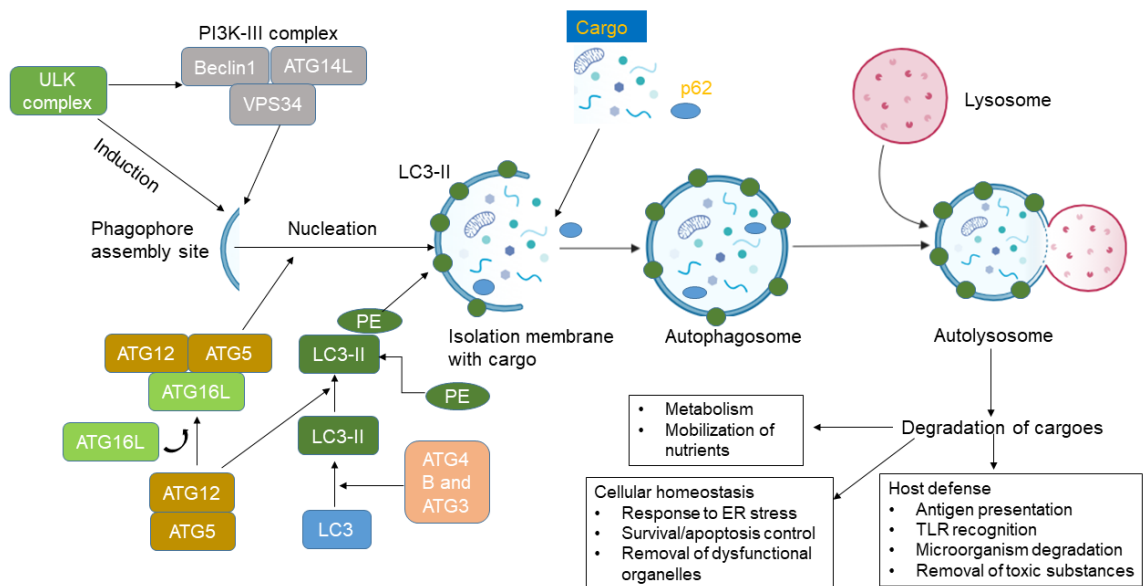 PI3K-III complex
Beclin1
ATG14L
VPS34
ULK
complex
Induction
Phagophore
assembly site
Nucleation
Cargo
p62
Lysosome
LC3-II
Isolation membrane
with cargo
Autophagosome
Autolysosome
ATG12
ATG5
ATG16L
ATG16L
ATG12
ATG5
PE
LC3-II
PE
LC3-II
LC3
ATG4
B and
ATG3
Degradation of cargoes
• Metabolism
• Mobilization of
nutrients
Cellular homeostasis
• Response to ER stress
• Survival/apoptosis control
• Removal of dysfunctional
organelles
Host defense
• Antigen presentation
• TLR recognition
• Microorganism degradation
• Removal of toxic substances